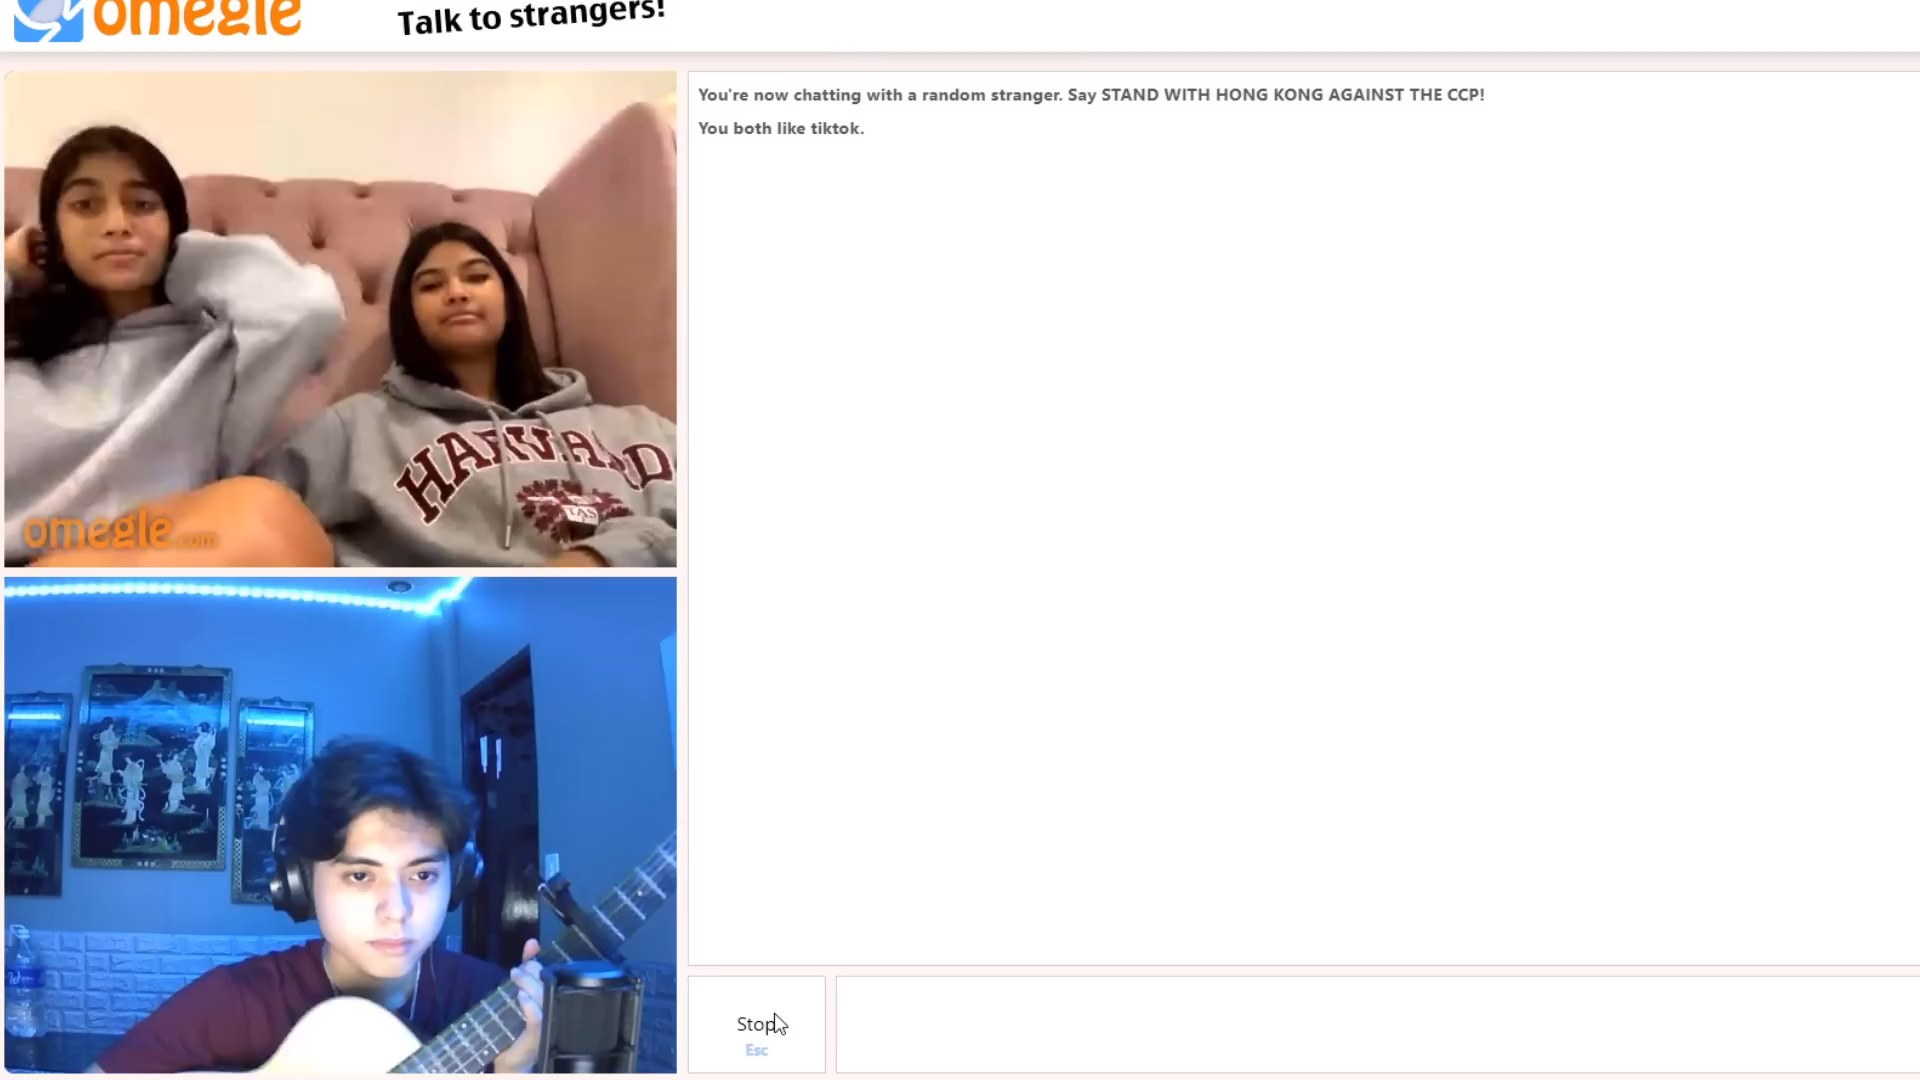 omegle
Talk to strangers!
You're now chatting with a random stranger. Say STAND WITH HONG KONG AGAINST THE CCP!
You both like tiktok.
HARVARD
TAS
omegle.com
Stop
Esc